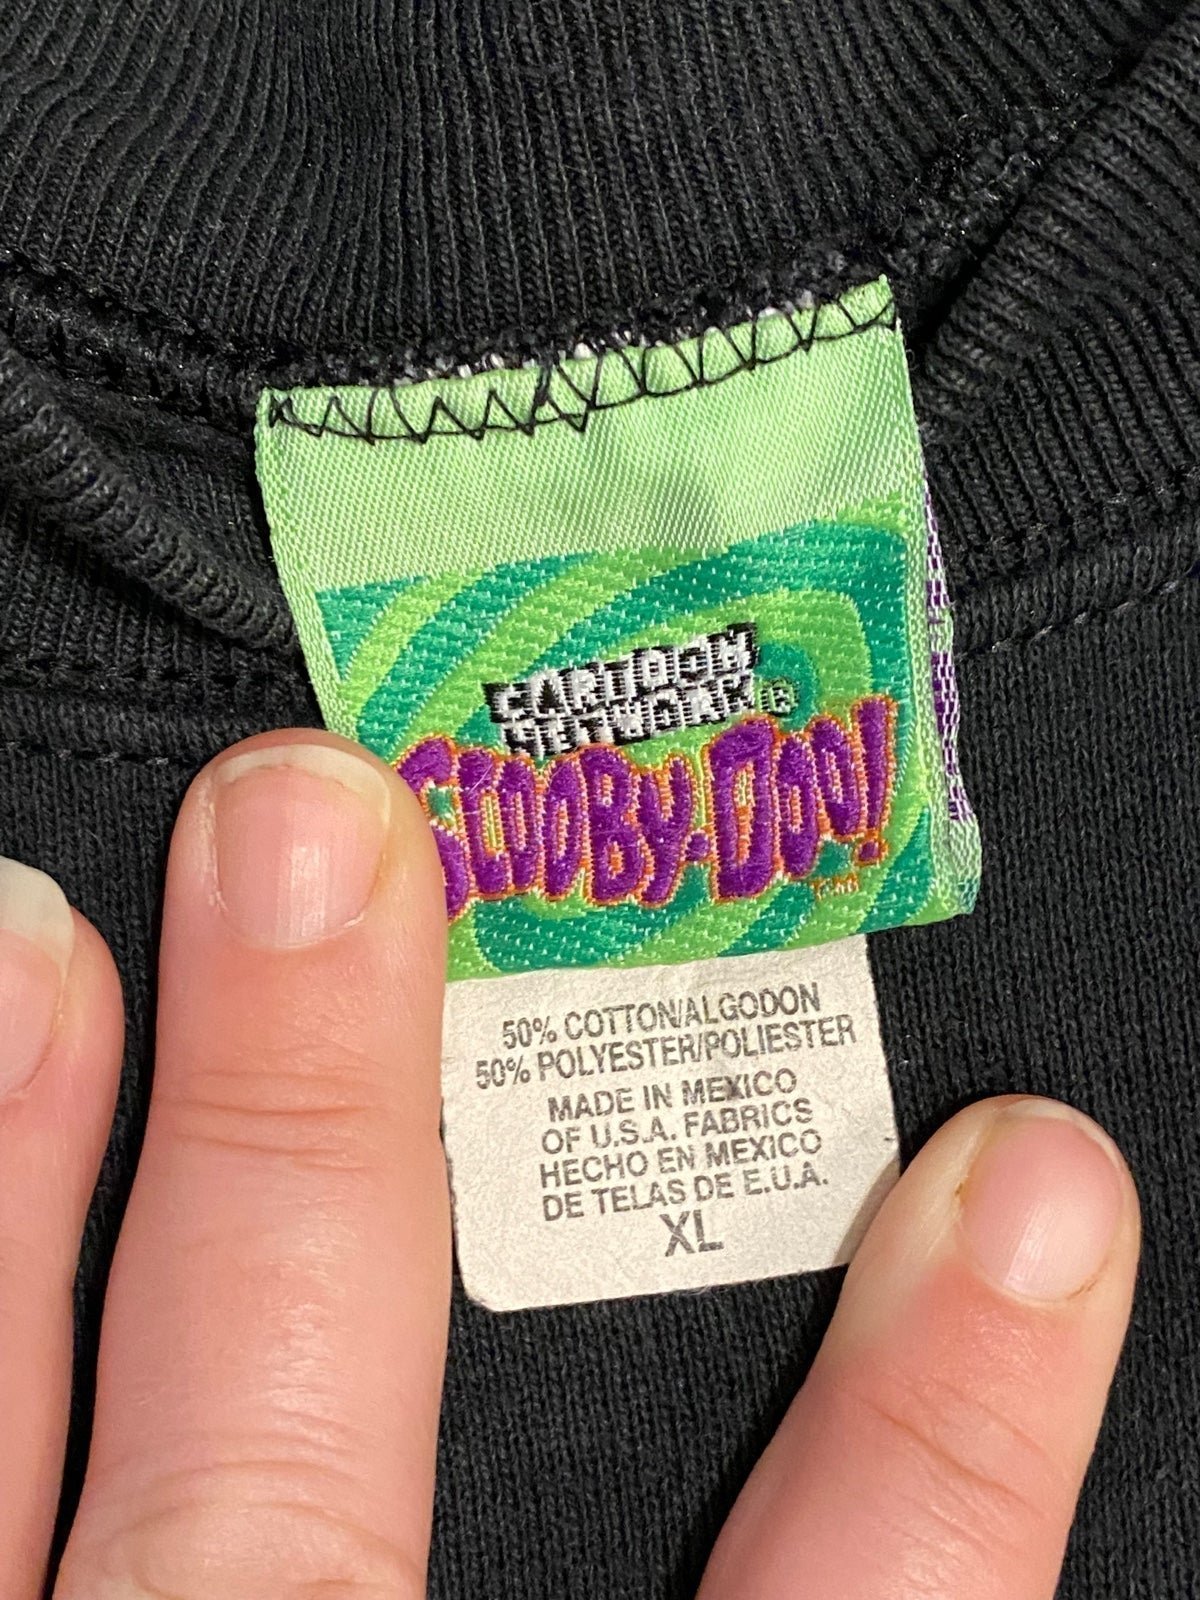 CARTOON
NETWORK®
SCOOBY-DOO!
50% COTTON/ALGODON
50% POLYESTER/POLIESTER
MADE IN MEXICO
OF U.S.A. FABRICS
HECHO EN MEXICO
DE TELAS DE E.U.A.
XL